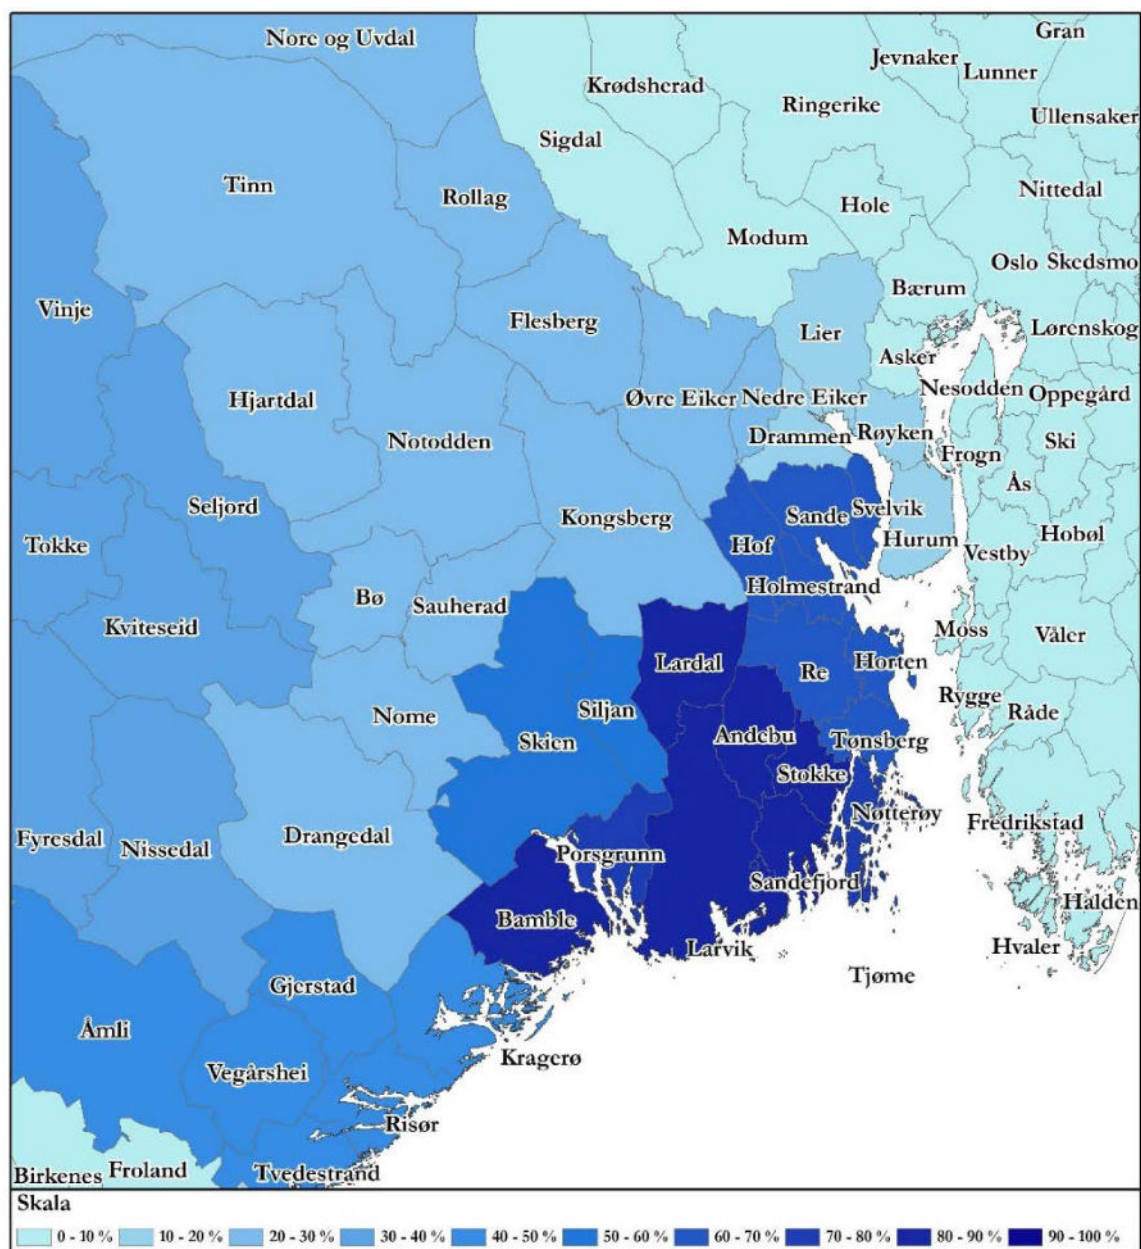 Nore og Uvdal
Gran
Jevnaker
Lunner
Krødsherad
Ringerike
Ullensaker
Sigdal
Tinn
Rollag
Nittedal
Hole
Modum
Oslo Skedsmo
Bærum
Vinje
Flesberg
Lier
Lørenskog
Asker
Nesodden
Oppegård
Hjartdal
Øvre Eiker
Nedre Eiker
Notodden
Drammen
Røyken
Ski
Frogn
Ås
Seljord
Kongsberg
Sande
Svelvik
Tokke
Hof
Hurum
Hobøl
Vestby
Holmestrand
Bø
Sauherad
Kviteseid
Moss
Våler
Lardal
Re
Horten
Rygge
Råde
Nome
Siljan
Skien
Andebu
Tønsberg
Stokke
Nøtterøy
Fredrikstad
Fyresdal
Nissedal
Drangedal
Porsgrunn
Sandefjord
Halden
Bamble
Larvik
Hvaler
Tjøme
Gjerstad
Åmli
Kragerø
Vegårshei
Risør
Birkenes
Froland
Tvedestrand
Skala
0 - 10 % 10 - 20 % 20 - 30 % 30 - 40 % 40 - 50 % 50 - 60 % 60 - 70 % 70 - 80 % 80 - 90 % 90 - 100 %